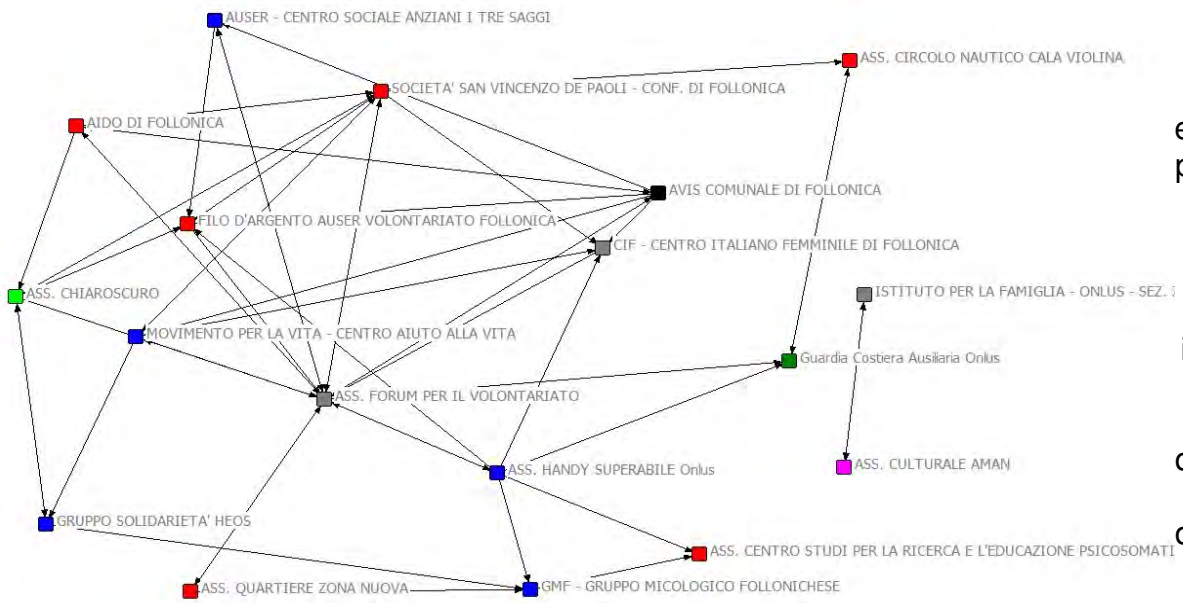 AUSER - CENTRO SOCIALE ANZIANI I TRE SAGGI
ASS. CIRCOLO NAUTICO CALA VIOLINA
SOCIETA' SAN VINCENZO DE PAOLI - CONF. DI FOLLONICA
AIDO DI FOLLONICA
e
p
AVIS COMUNALE DI FOLLONICA
FILO D'ARGENTO AUSER VOLONTARIATO FOLLONICA
CIF - CENTRO ITALIANO FEMMINILE DI FOLLONICA
ASS. CHIAROSCURO
ISTITUTO PER LA FAMIGLIA - ONLUS - SEZ.
MOVIMENTO PER LA VITA - CENTRO AIUTO ALLA VITA
Guardia Costiera Ausiliaria Onlus
i
ASS. FORUM PER IL VOLONTARIATO
ASS. HANDY SUPERABILE Onlus
ASS. CULTURALE AMAN
GRUPPO SOLIDARIETA' HEOS
ASS. CENTRO STUDI PER LA RICERCA E L'EDUCAZIONE PSICOSOMATI
ASS. QUARTIERE ZONA NUOVA
GMF - GRUPPO MICOLOGICO FOLLONICHESE